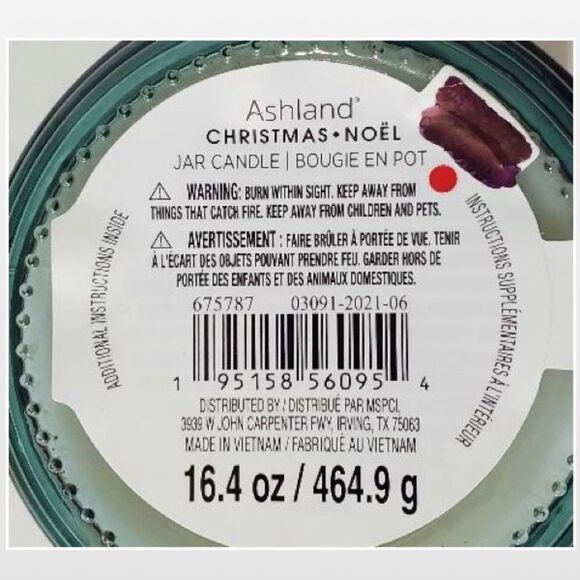 Ashland®
CHRISTMAS • NOËL
JAR CANDLE | BOUGIE EN POT
⚠ WARNING: BURN WITHIN SIGHT. KEEP AWAY FROM
THINGS THAT CATCH FIRE. KEEP AWAY FROM CHILDREN AND PETS.
⚠ AVERTISSEMENT : FAIRE BRÛLER À PORTÉE DE VUE. TENIR
À L'ÉCART DES OBJETS POUVANT PRENDRE FEU. GARDER HORS DE
PORTÉE DES ENFANTS ET DES ANIMAUX DOMESTIQUES.
ADDITIONAL INSTRUCTIONS INSIDE
INSTRUCTIONS SUPPLÉMENTAIRES À L'INTÉRIEUR
675787 03091-2021-06
1 95158 56095 4
DISTRIBUTED BY / DISTRIBUÉ PAR MSPCI,
3939 W JOHN CARPENTER FWY, IRVING, TX 75063
MADE IN VIETNAM / FABRIQUÉ AU VIETNAM
16.4 oz / 464.9 g